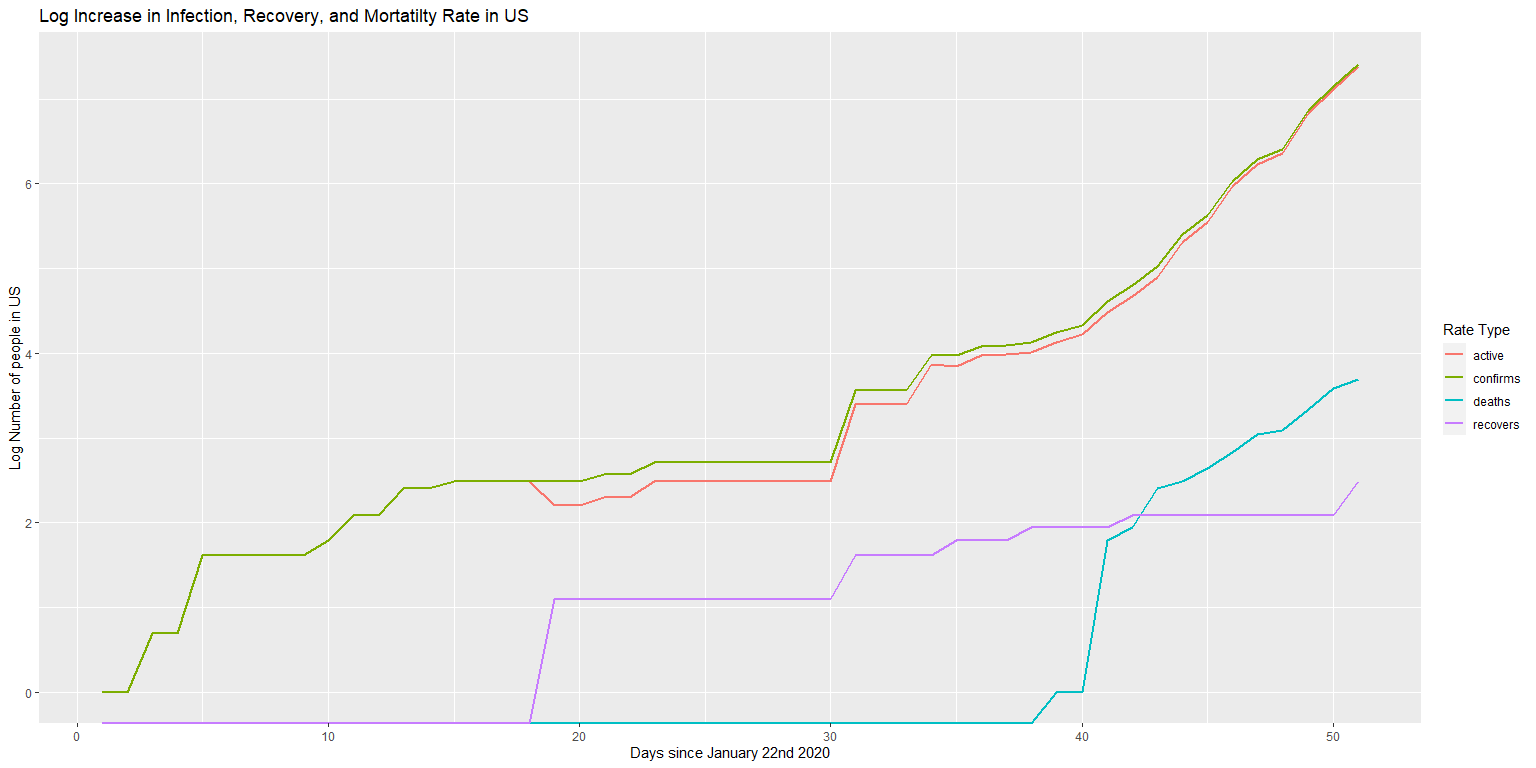 Log Increase in Infection, Recovery, and Mortatilty Rate in US
Log Number of people in US
6
4
2
0
0 10 20 30 40 50
Days since January 22nd 2020
Rate Type
active
confirms
deaths
recovers